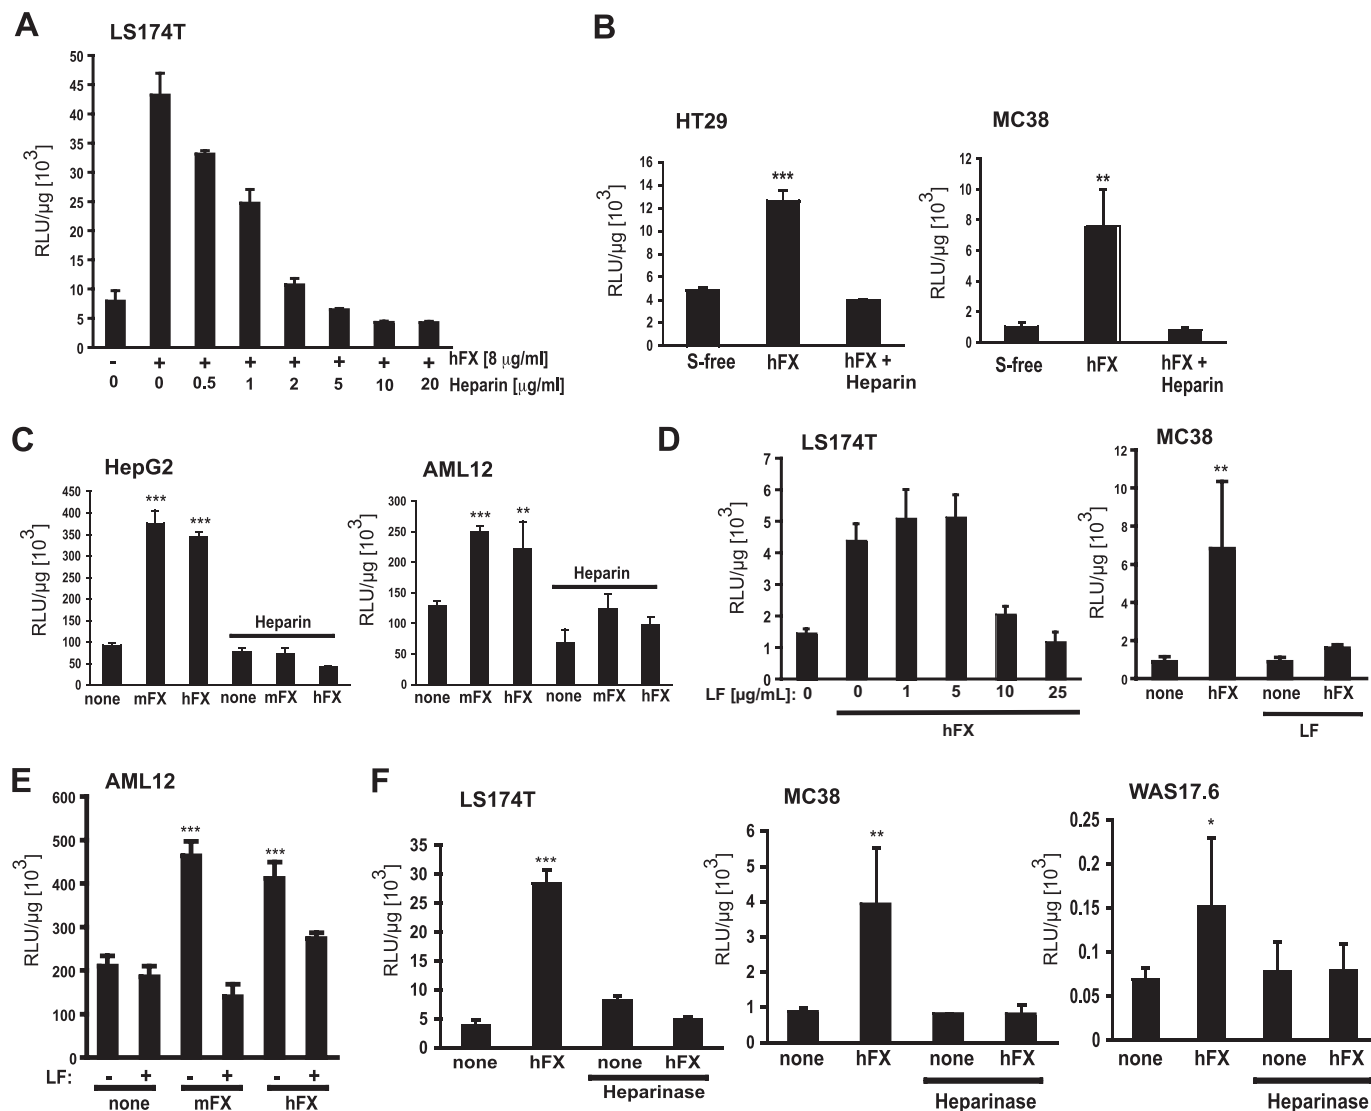 A
LS174T
RLU/µg [10^3]
50
45
40
35
30
25
20
15
10
5
0
- + + + + + + + hFX [8 µg/ml]
0 0 0.5 1 2 5 10 20 Heparin [µg/ml]
B
HT29
RLU/µg [10^3]
16
14
12
10
8
6
4
2
0
***
S-free hFX hFX +
Heparin
MC38
RLU/µg [10^3]
12
10
8
6
4
2
0
**
S-free hFX hFX +
Heparin
C
HepG2
RLU/µg [10^3]
450
400
350
300
250
200
150
100
50
0
*** ***
Heparin
none mFX hFX none mFX hFX
AML12
RLU/µg [10^3]
300
250
200
150
100
50
0
*** **
Heparin
none mFX hFX none mFX hFX
D
LS174T
RLU/µg [10^3]
7
6
5
4
3
2
1
0
LF [µg/mL]: 0 0 1 5 10 25
hFX
MC38
RLU/µg [10^3]
12
10
8
6
4
2
0
**
none hFX none hFX
LF
E
AML12
RLU/µg [10^3]
600
500
400
300
200
100
0
*** ***
LF: - + - + - +
none mFX hFX
F
LS174T
RLU/µg [10^3]
35
30
25
20
15
10
5
0
***
none hFX none hFX
Heparinase
MC38
RLU/µg [10^3]
6
5
4
3
2
1
0
**
none hFX none hFX
Heparinase
WAS17.6
RLU/µg [10^3]
0.25
0.2
0.15
0.1
0.05
0
*
none hFX none hFX
Heparinase